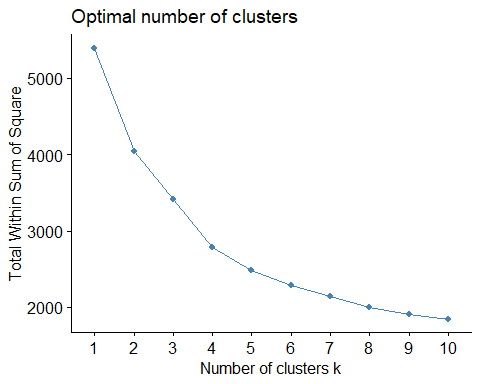 Optimal number of clusters
Total Within Sum of Square
5000
4000
3000
2000
1 2 3 4 5 6 7 8 9 10
Number of clusters k